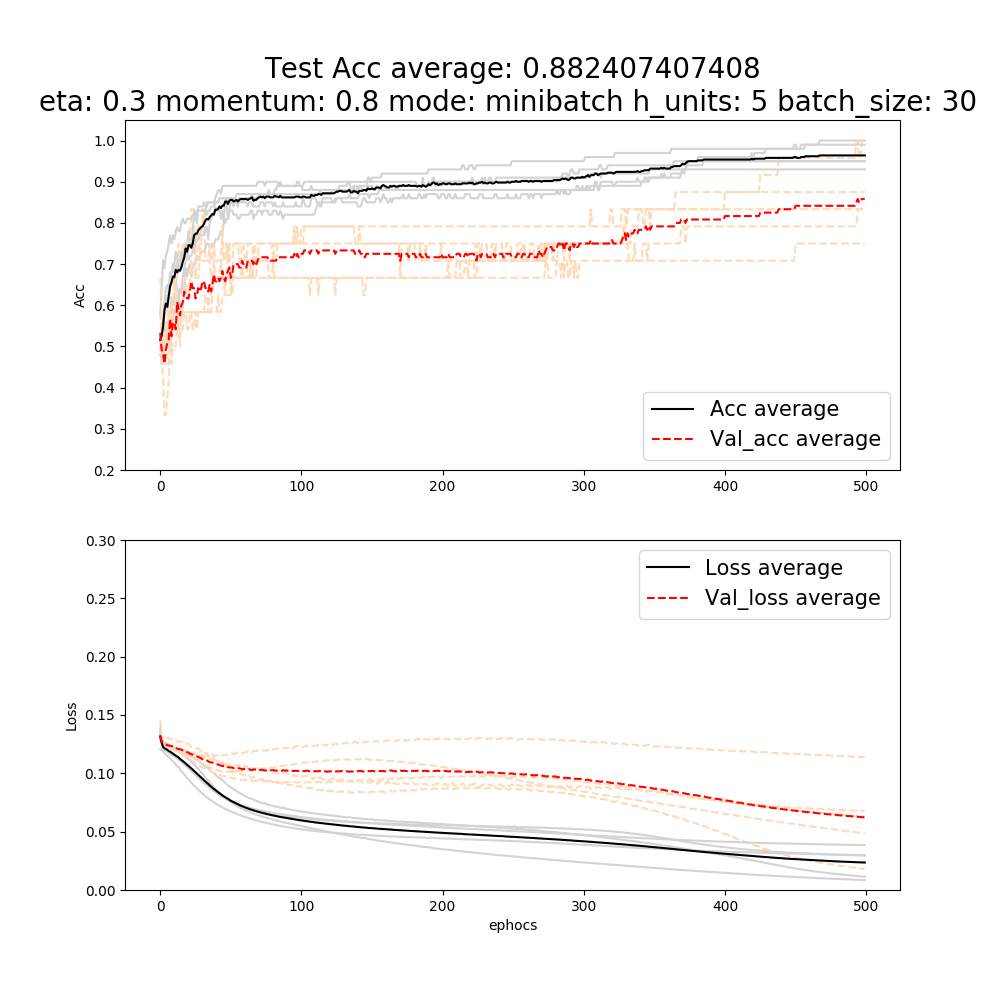 Test Acc average: 0.882407407408
eta: 0.3 momentum: 0.8 mode: minibatch h_units: 5 batch_size: 30
1.0
0.9
0.8
0.7
0.6
0.5
0.4
0.3
0.2
Acc
0 100 200 300 400 500
Acc average
Val_acc average
0.30
0.25
0.20
0.15
0.10
0.05
0.00
Loss
0 100 200 300 400 500
ephocs
Loss average
Val_loss average